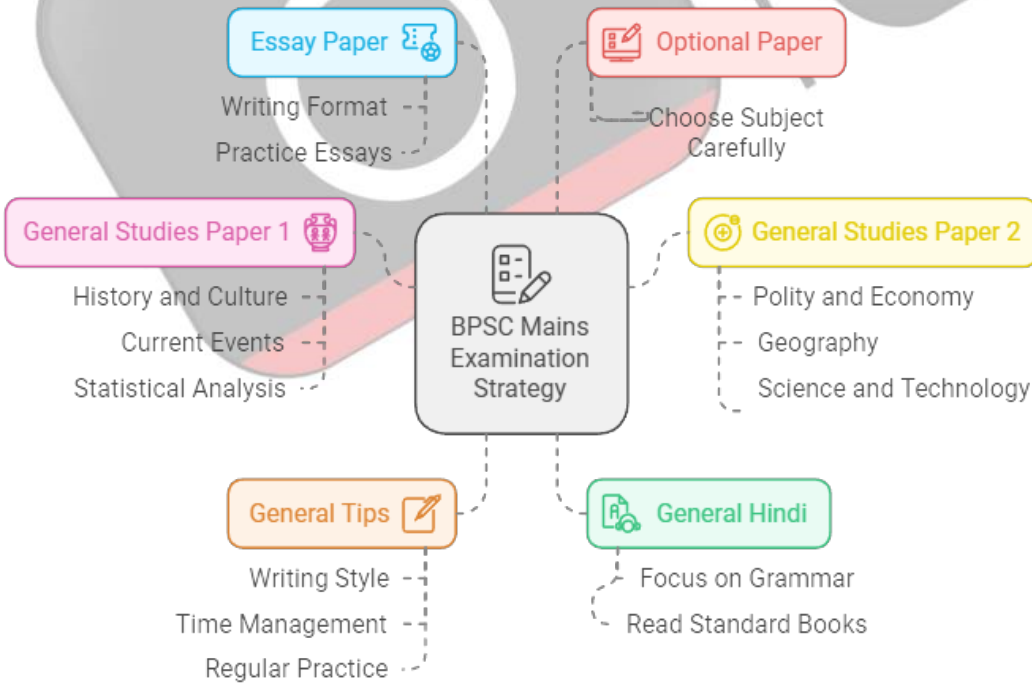 Essay Paper
Writing Format
Practice Essays
Optional Paper
Choose Subject
Carefully
General Studies Paper 1
History and Culture
Current Events
Statistical Analysis
BPSC Mains
Examination
Strategy
General Studies Paper 2
Polity and Economy
Geography
Science and Technology
General Tips
Writing Style
Time Management
Regular Practice
General Hindi
Focus on Grammar
Read Standard Books